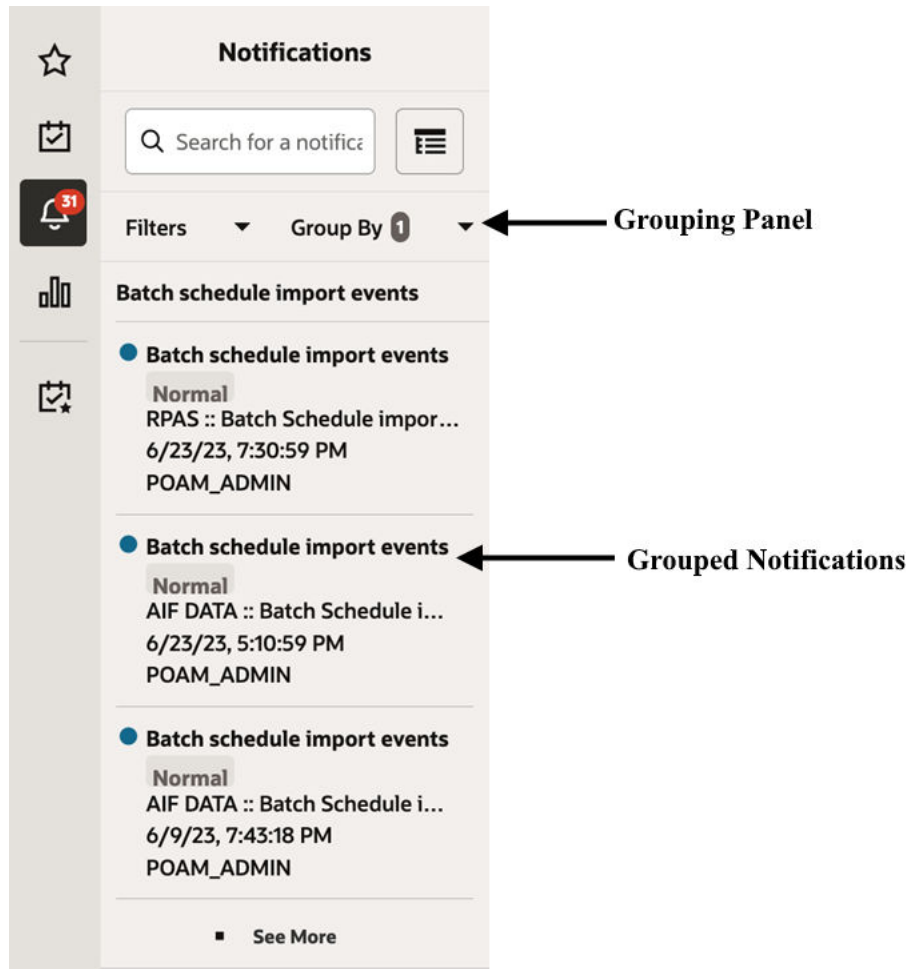 Notifications
Search for a notifica
31
Filters
Group By 1
Grouping Panel
Batch schedule import events
Batch schedule import events
Normal
RPAS :: Batch Schedule impor...
6/23/23, 7:30:59 PM
POAM_ADMIN
Batch schedule import events
Grouped Notifications
Normal
AIF DATA :: Batch Schedule i...
6/23/23, 5:10:59 PM
POAM_ADMIN
Batch schedule import events
Normal
AIF DATA :: Batch Schedule i...
6/9/23, 7:43:18 PM
POAM_ADMIN
See More